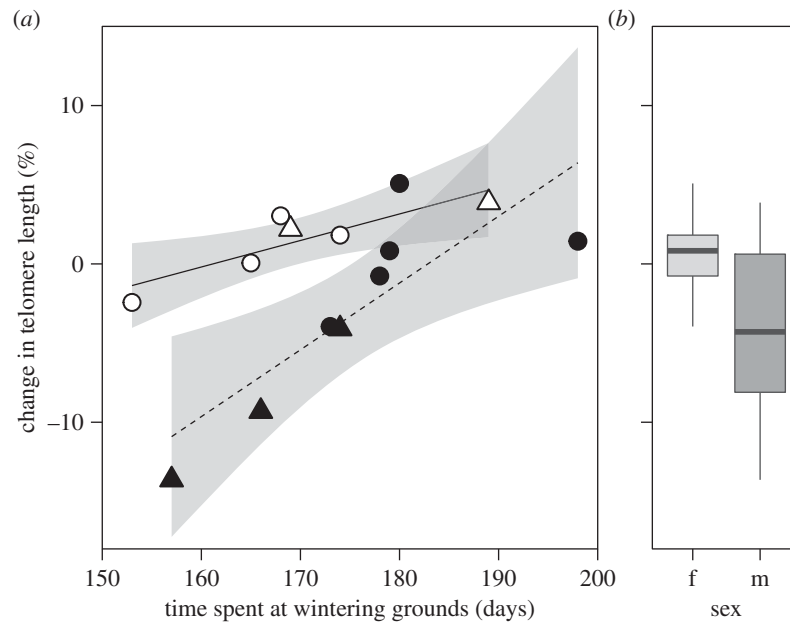 (a)
(b)
change in telomere length (%)
10
0
–10
150 160 170 180 190 200
time spent at wintering grounds (days)
f m
sex